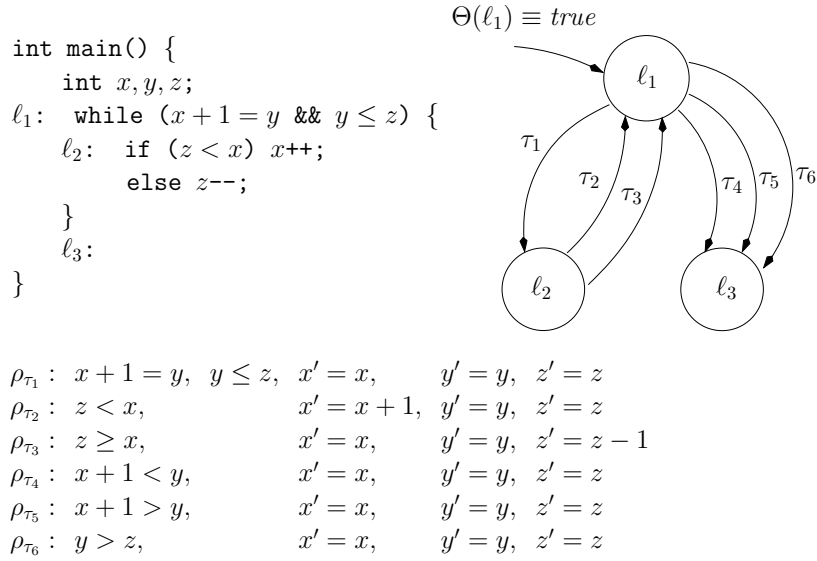 Θ(ℓ₁) ≡ true
int main() {
int x, y, z;
ℓ₁: while (x + 1 = y && y ≤ z) {
ℓ₂: if (z < x) x++;
else z--;
}
ℓ₃:
}
ℓ₁
τ₁
τ₂
τ₃
τ₄
τ₅
τ₆
ℓ₂
ℓ₃
ρτ₁ : x + 1 = y, y ≤ z, x′ = x, y′ = y, z′ = z
ρτ₂ : z < x, x′ = x + 1, y′ = y, z′ = z
ρτ₃ : z ≥ x, x′ = x, y′ = y, z′ = z − 1
ρτ₄ : x + 1 < y, x′ = x, y′ = y, z′ = z
ρτ₅ : x + 1 > y, x′ = x, y′ = y, z′ = z
ρτ₆ : y > z, x′ = x, y′ = y, z′ = z